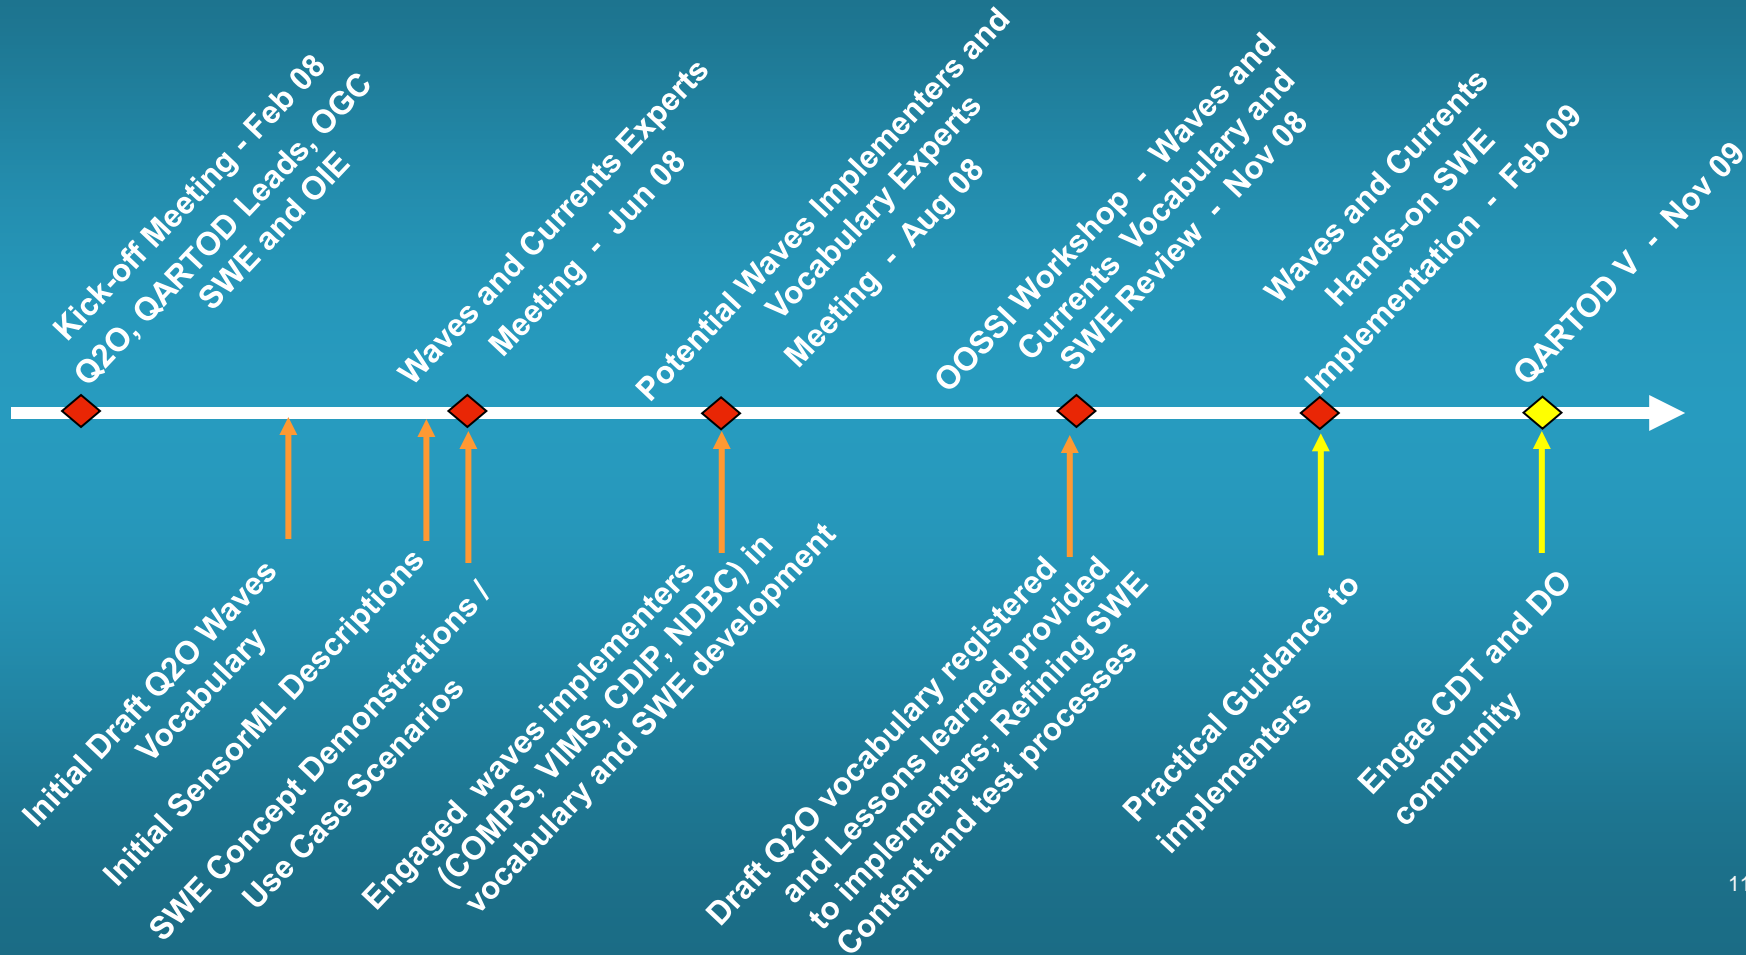 Kick-off Meeting - Feb 08
Q2O, QARTOD Leads, OGC
SWE and OIE
Waves and Currents Experts
Meeting - Jun 08
Potential Waves Implementers and
Vocabulary Experts
Meeting - Aug 08
OOSSI Workshop - Waves and
Currents Vocabulary and
SWE Review - Nov 08
Waves and Currents
Hands-on SWE
Implementation - Feb 09
QARTOD V - Nov 09
Initial Draft Q2O Waves
Vocabulary
Initial SensorML Descriptions
SWE Concept Demonstrations /
Use Case Scenarios
Engaged waves implementers
(COMPS, VIMS, CDIP, NDBC) in
vocabulary and SWE development
Draft Q2O vocabulary registered
and Lessons learned provided
to implementers; Refining SWE
Content and test processes
Practical Guidance to
implementers
Engae CDT and DO
community
11